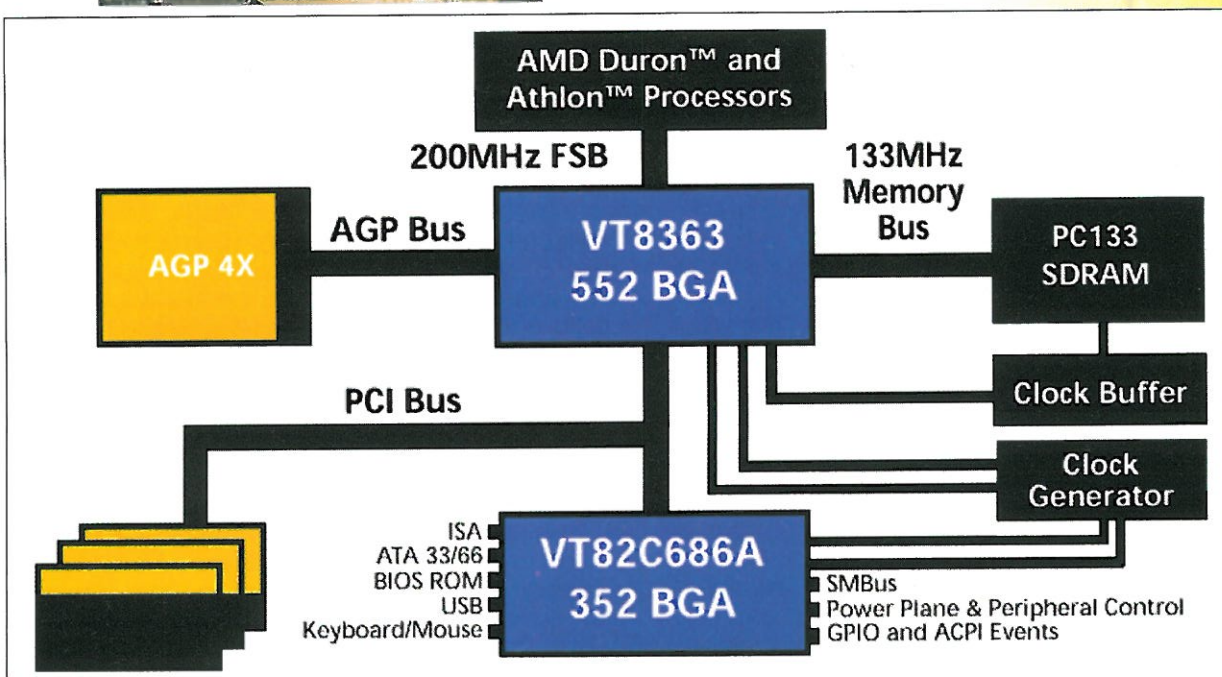 AMD Duron™ and
Athlon™ Processors
200MHz FSB
133MHz
Memory
Bus
AGP Bus
AGP 4X
VT8363
552 BGA
PC133
SDRAM
Clock Buffer
PCI Bus
Clock
Generator
ISA
ATA 33/66
BIOS ROM
USB
Keyboard/Mouse
VT82C686A
352 BGA
SMBus
Power Plane & Peripheral Control
GPIO and ACPI Events